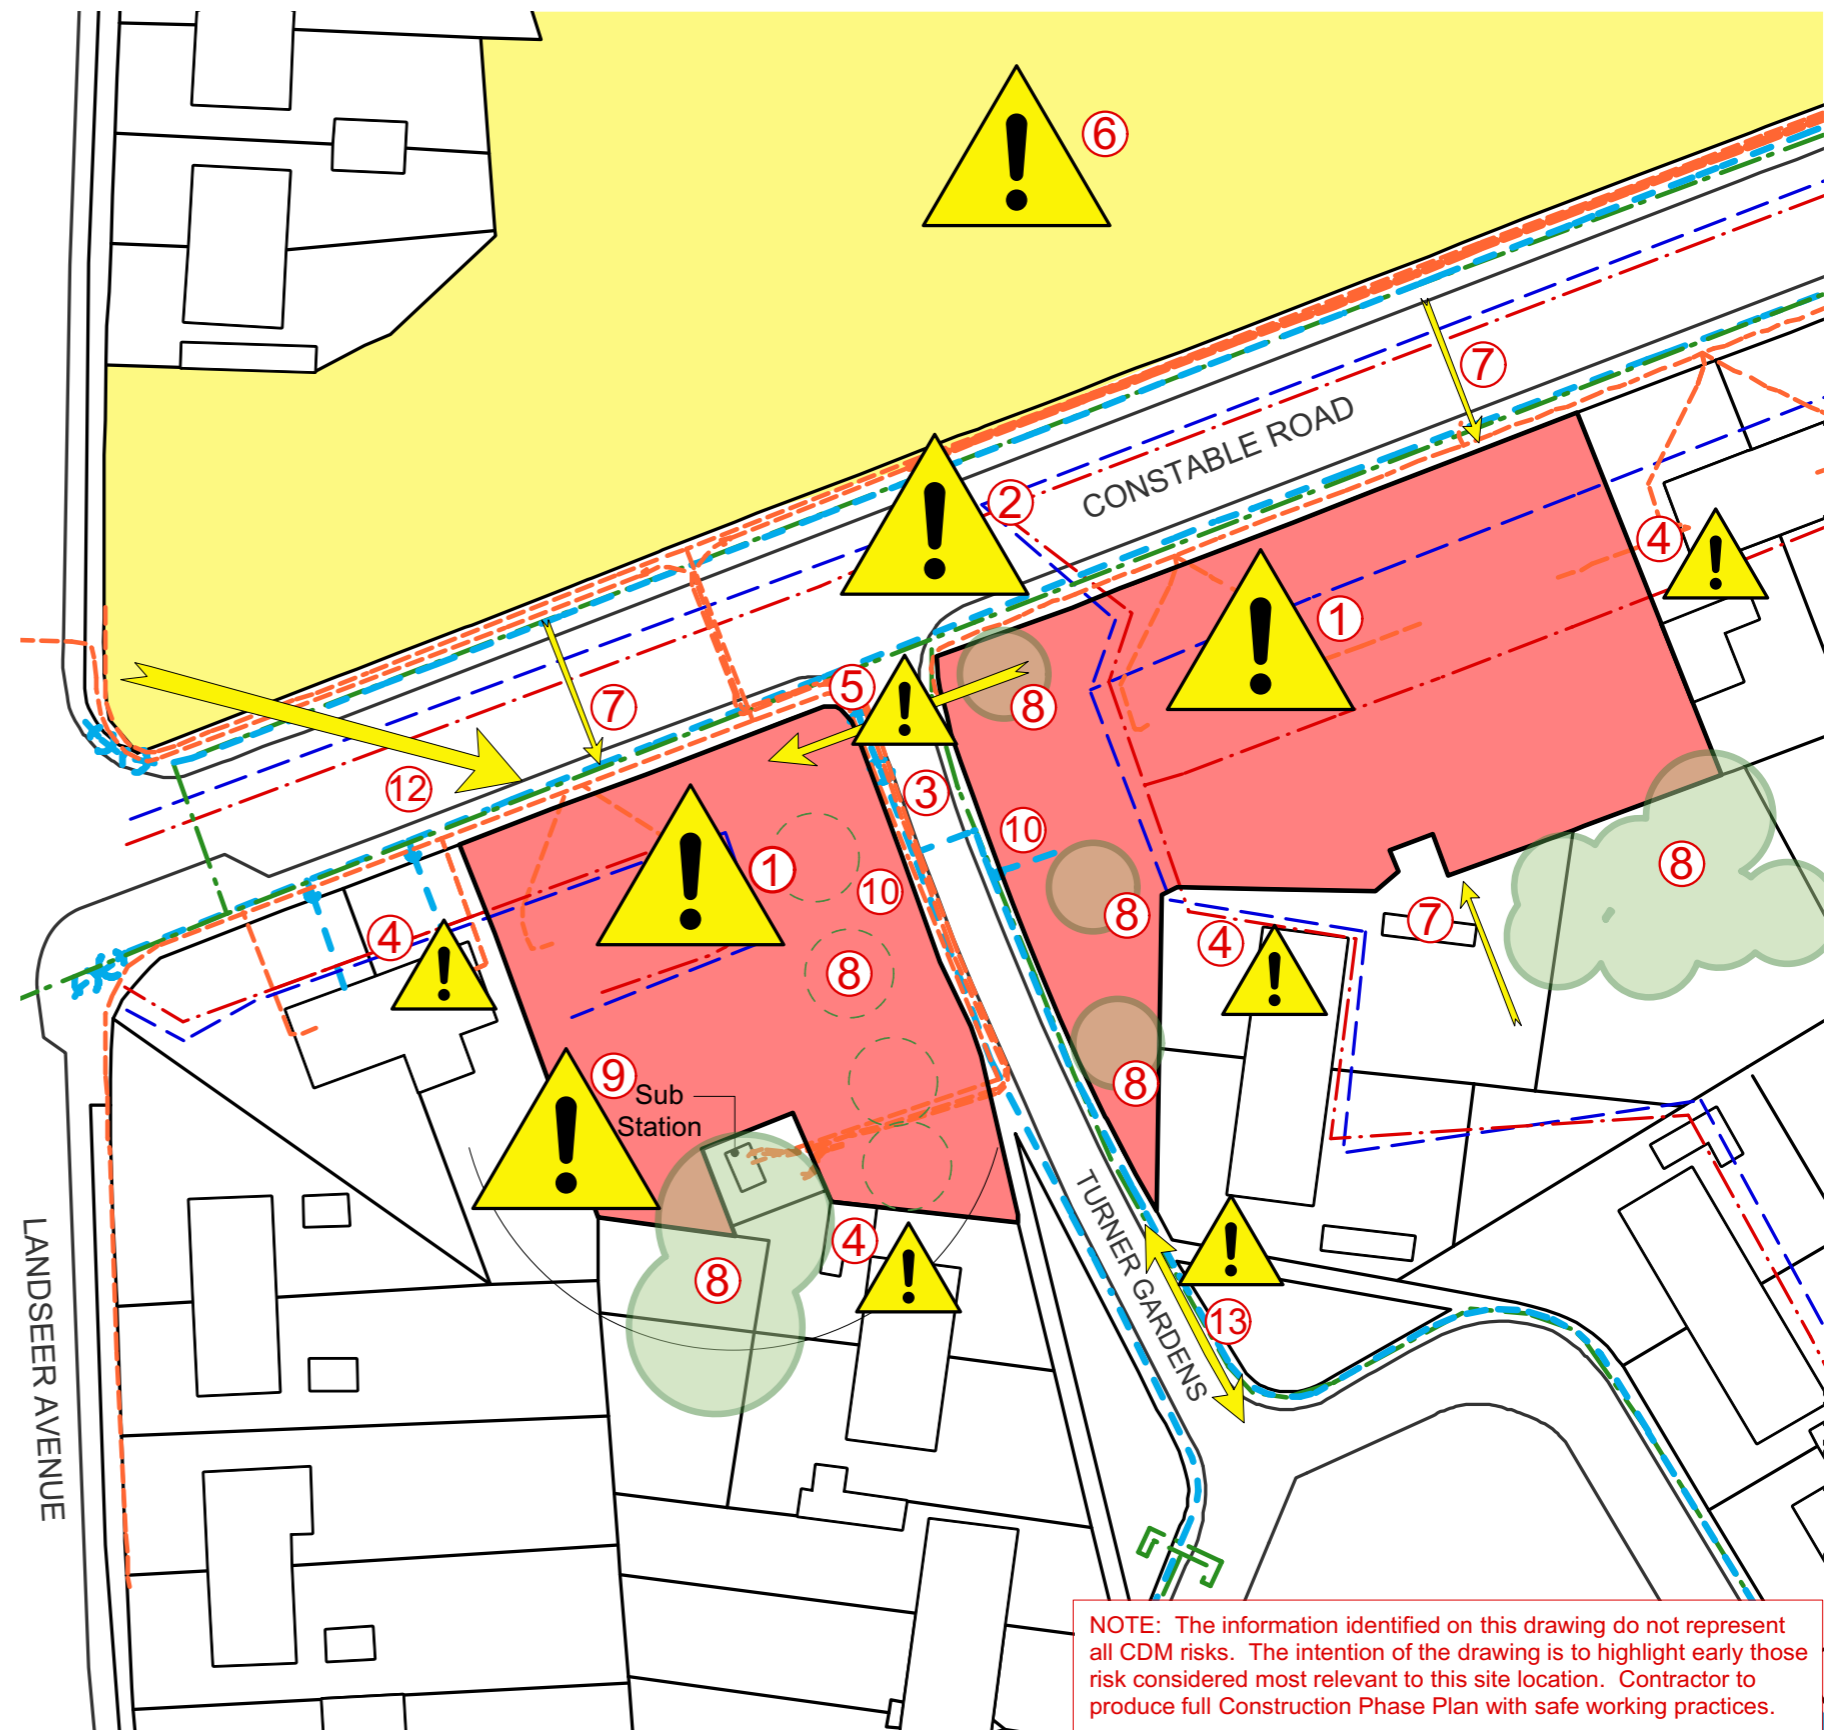 6
7
CONSTABLE ROAD
2
4
1
5
8
7
3
12
10
1
10
8
8
7
4
4
8
9
Sub
Station
8
4
8
TURNER GARDENS
13
LANDSEER AVENUE
NOTE:  The information identified on this drawing do not represent
all CDM risks.  The intention of the drawing is to highlight early those
risk considered most relevant to this site location.  Contractor to
produce full Construction Phase Plan with safe working practices.